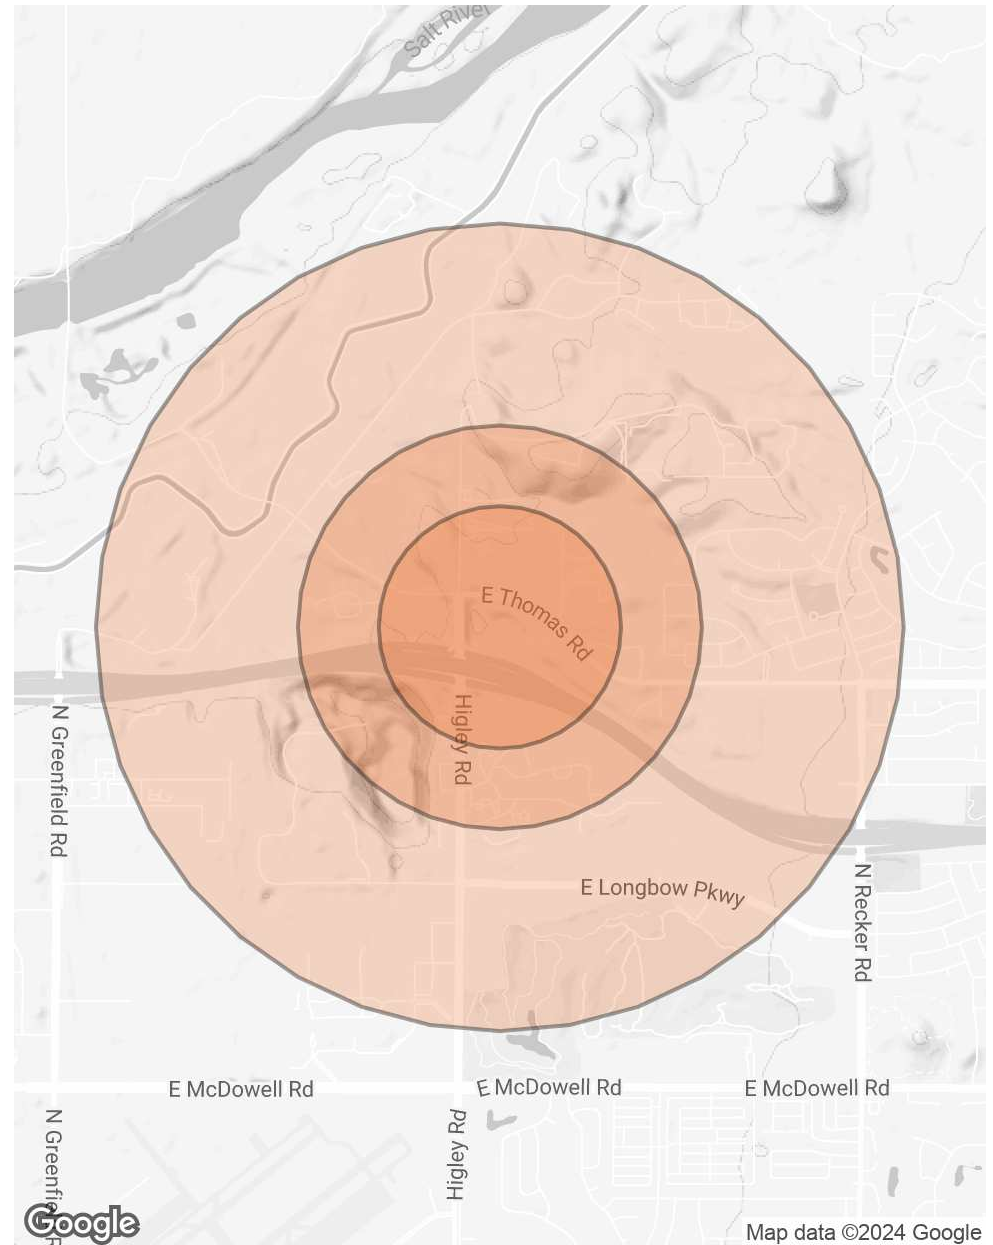 Salt River
E Thomas Rd
Higley Rd
N Greenfield Rd
E Longbow Pkwy
N Recker Rd
E McDowell Rd
E McDowell Rd
E McDowell Rd
N Greenfield R
Higley Rd
Google
Map data ©2024 Google